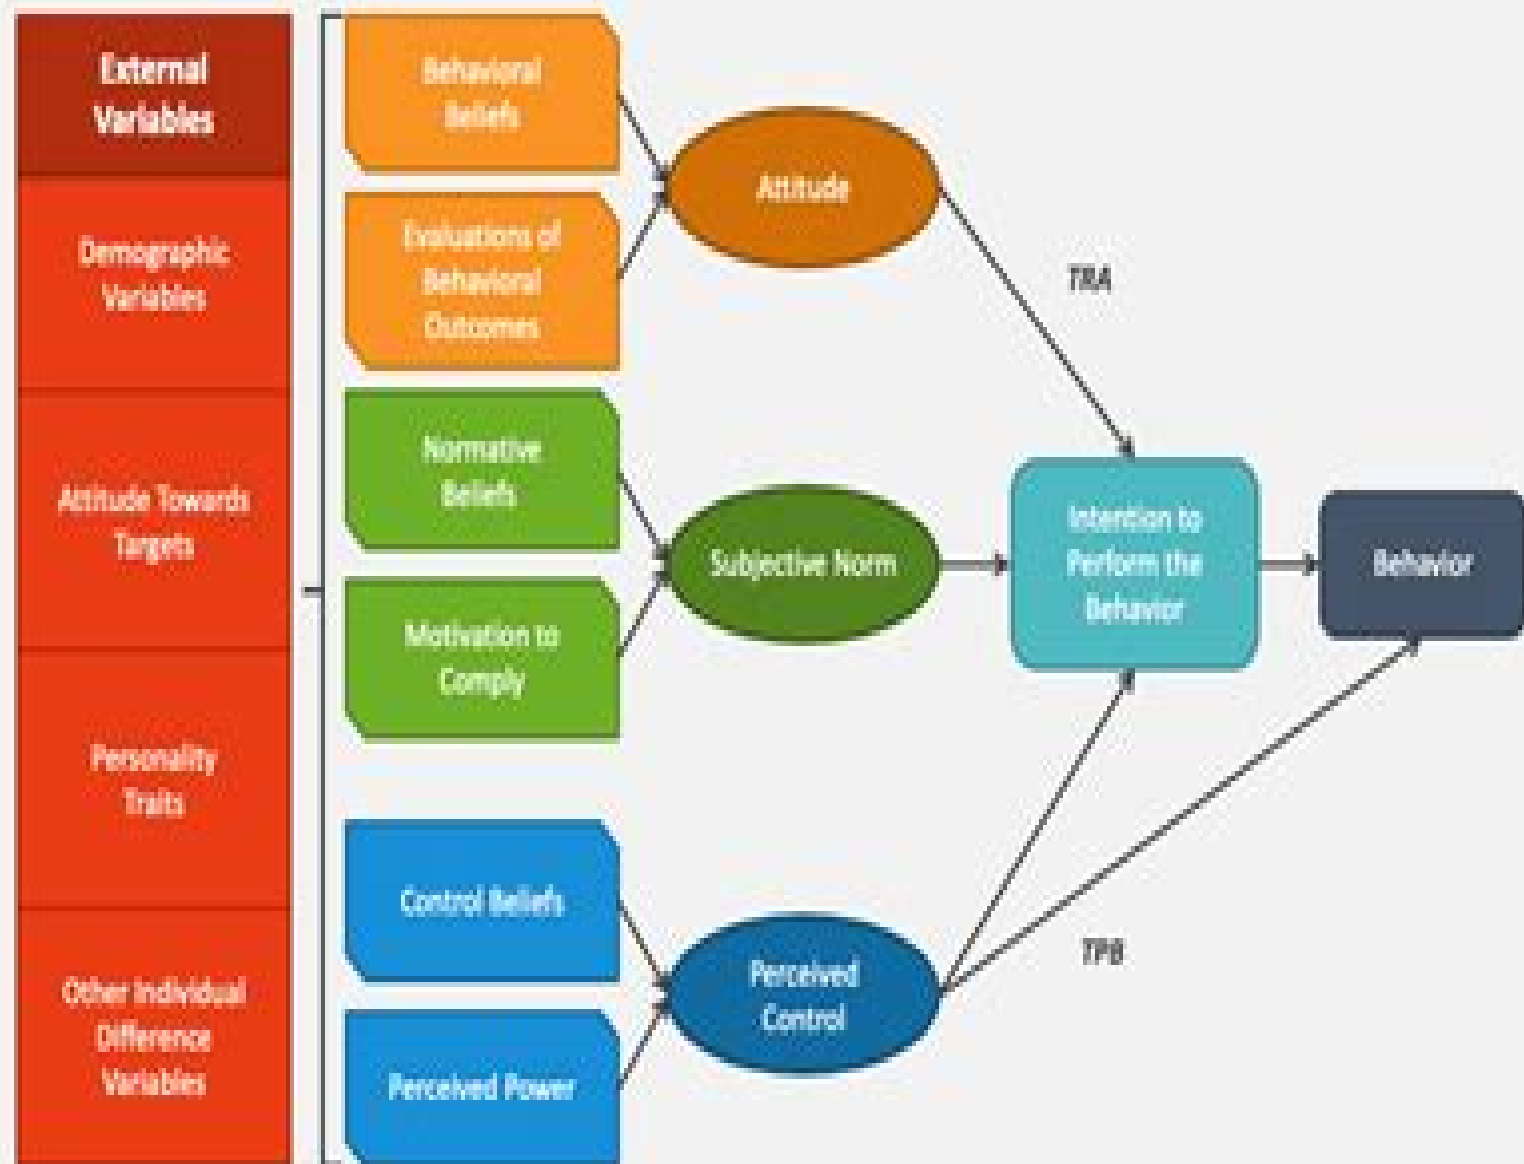 External
Variables
Demographic
Variables
Attitude Towards
Targets
Personality
Traits
Other Individual
Difference
Variables
Behavioral
Beliefs
Evaluations of
Behavioral
Outcomes
Normative
Beliefs
Motivation to
Comply
Control Beliefs
Perceived Power
Attitude
Subjective Norm
Perceived
Control
TRA
TPB
Intention to
Perform the
Behavior
Behavior